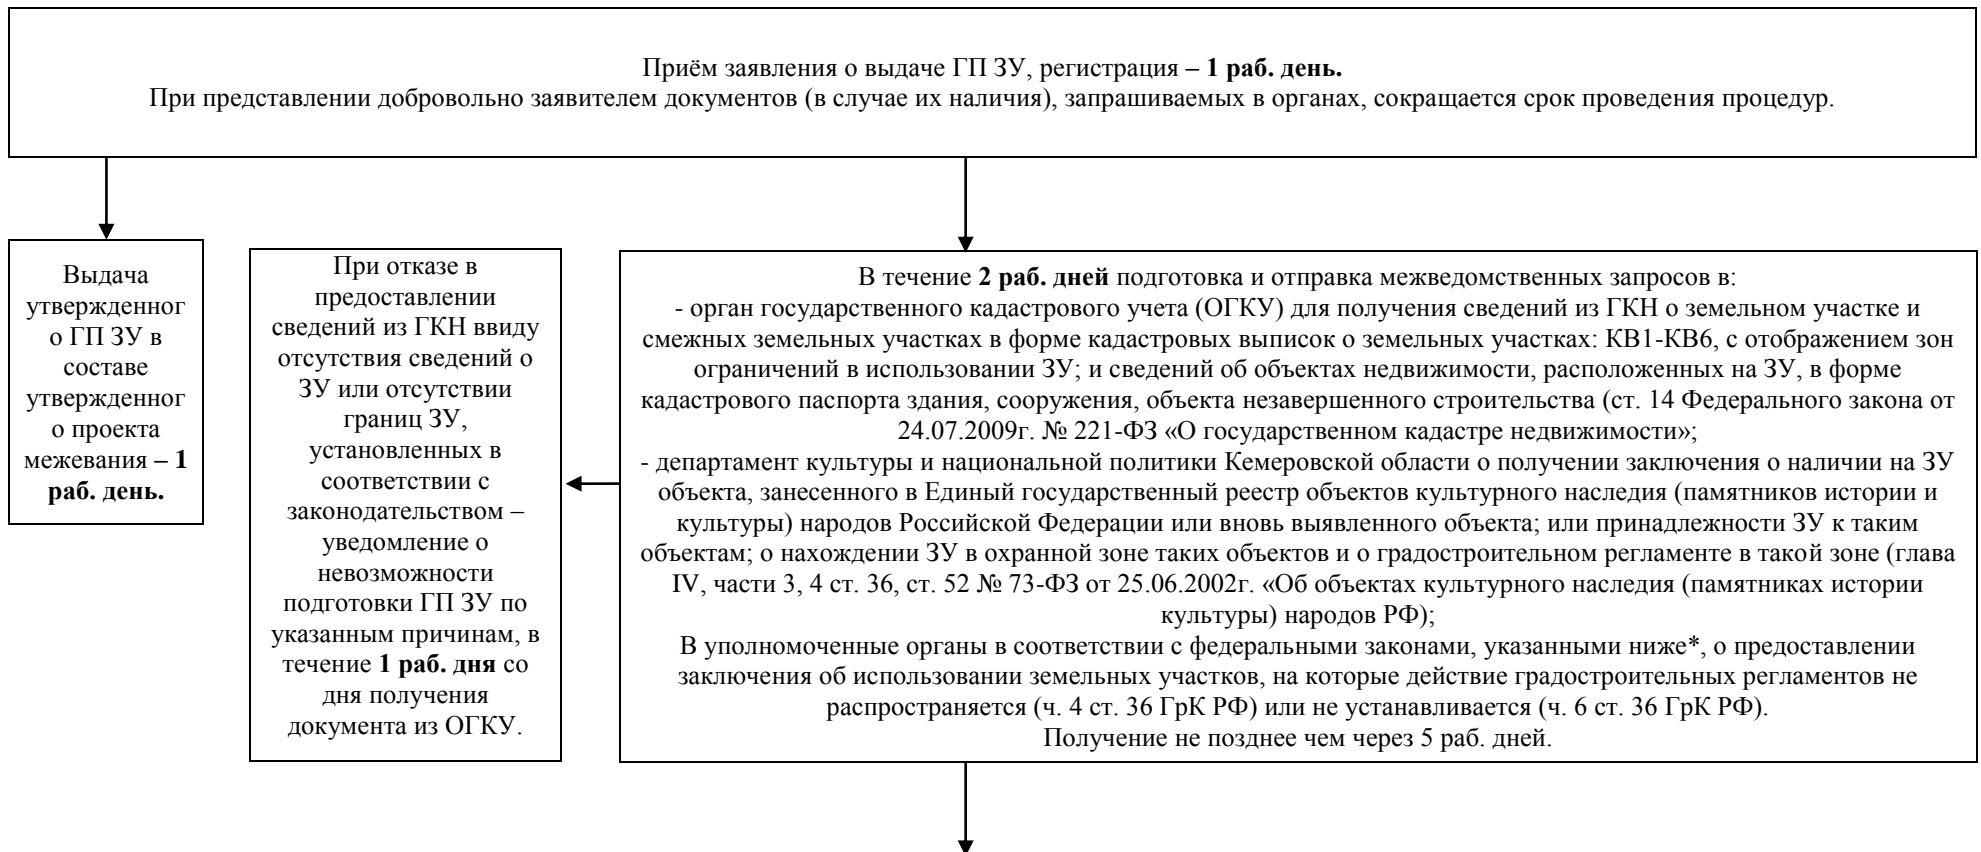 Приём заявления о выдаче ГП ЗУ, регистрация – 1 раб. день.
При представлении добровольно заявителем документов (в случае их наличия), запрашиваемых в органах, сокращается срок проведения процедур.
Выдача
утвержденног
о ГП ЗУ в
составе
утвержденног
о проекта
межевания – 1
раб. день.
При отказе в
предоставлении
сведений из ГКН ввиду
отсутствия сведений о
ЗУ или отсутствии
границ ЗУ,
установленных в
соответствии с
законодательством –
уведомление о
невозможности
подготовки ГП ЗУ по
указанным причинам, в
течение 1 раб. дня со
дня получения
документа из ОГКУ.
В течение 2 раб. дней подготовка и отправка межведомственных запросов в:
- орган государственного кадастрового учета (ОГКУ) для получения сведений из ГКН о земельном участке и
смежных земельных участках в форме кадастровых выписок о земельных участках: КВ1-КВ6, с отображением зон
ограничений в использовании ЗУ; и сведений об объектах недвижимости, расположенных на ЗУ, в форме
кадастрового паспорта здания, сооружения, объекта незавершенного строительства (ст. 14 Федерального закона от
24.07.2009г. № 221-ФЗ «О государственном кадастре недвижимости»;
- департамент культуры и национальной политики Кемеровской области о получении заключения о наличии на ЗУ
объекта, занесенного в Единый государственный реестр объектов культурного наследия (памятников истории и
культуры) народов Российской Федерации или вновь выявленного объекта; или принадлежности ЗУ к таким
объектам; о нахождении ЗУ в охранной зоне таких объектов и о градостроительном регламенте в такой зоне (глава
IV, части 3, 4 ст. 36, ст. 52 № 73-ФЗ от 25.06.2002г. «Об объектах культурного наследия (памятниках истории
культуры) народов РФ);
В уполномоченные органы в соответствии с федеральными законами, указанными ниже*, о предоставлении
заключения об использовании земельных участков, на которые действие градостроительных регламентов не
распространяется (ч. 4 ст. 36 ГрК РФ) или не устанавливается (ч. 6 ст. 36 ГрК РФ).
Получение не позднее чем через 5 раб. дней.